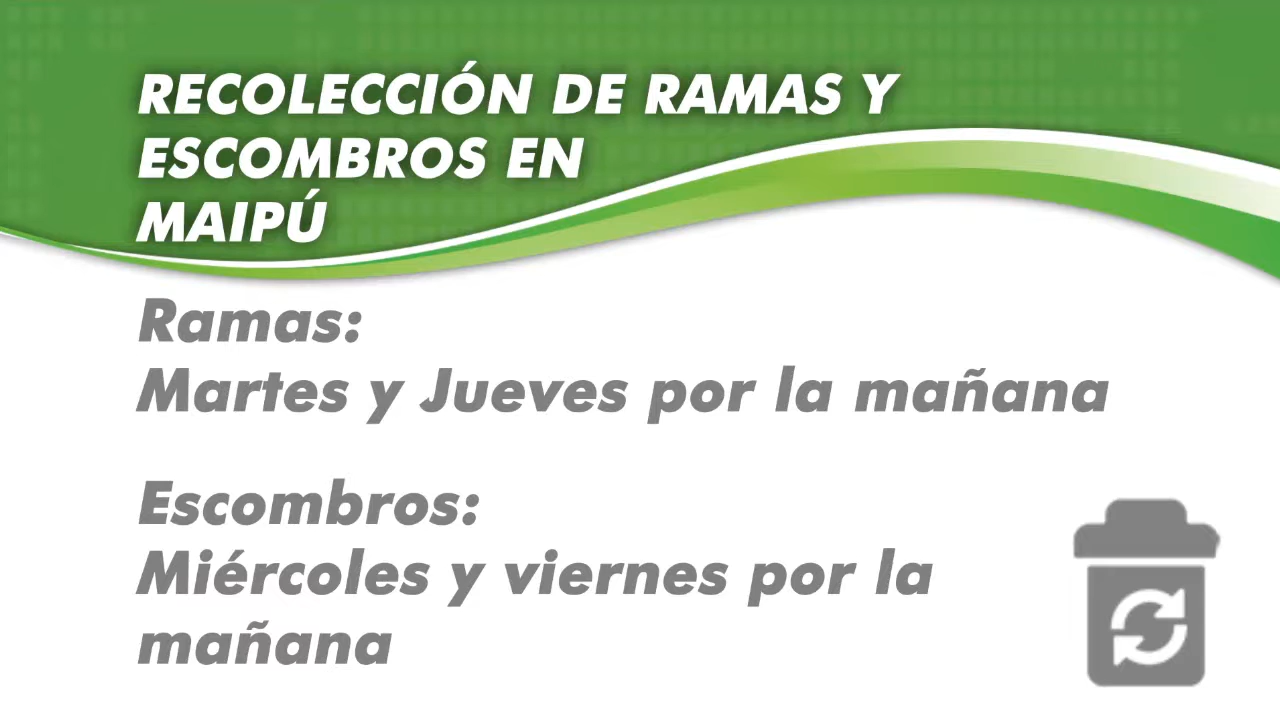 RECOLECCIÓN DE RAMAS Y
ESCOMBROS EN
MAIPÚ
Ramas:
Martes y Jueves por la mañana
Escombros:
Miércoles y viernes por la
mañana